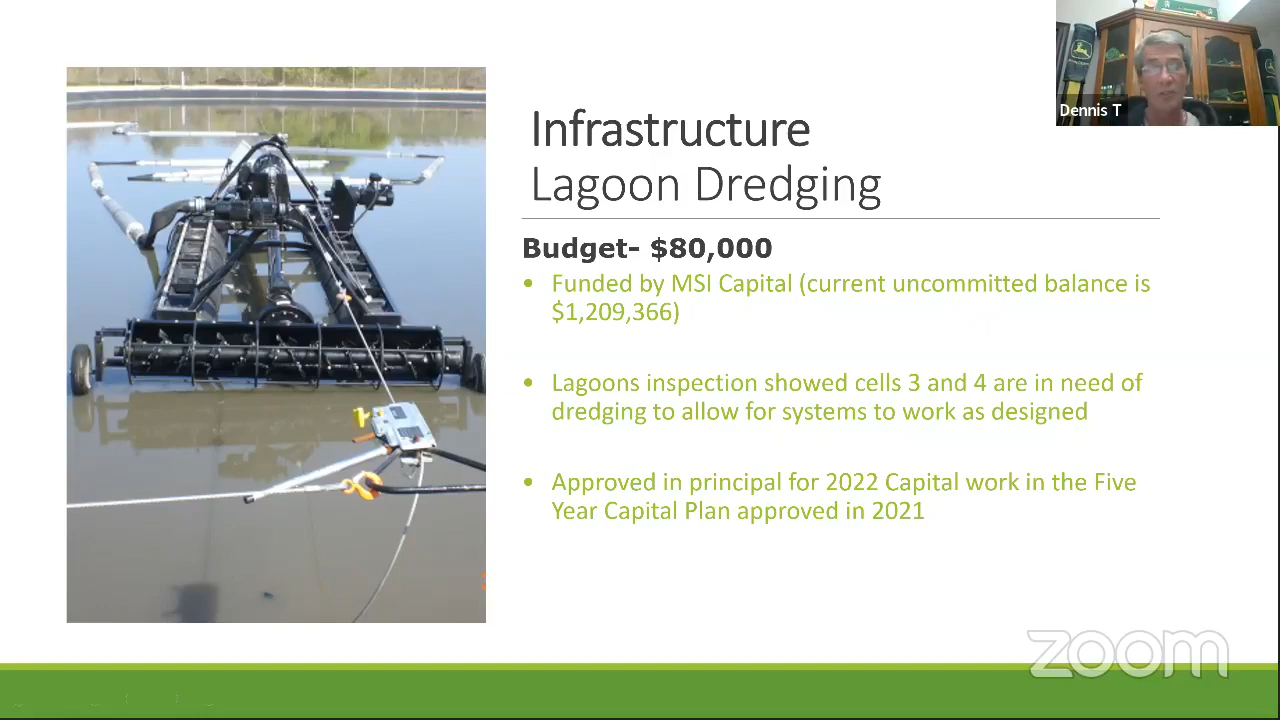 Dennis T
Infrastructure
Lagoon Dredging
Budget- $80,000
• Funded by MSI Capital (current uncommitted balance is
$1,209,366)
• Lagoons inspection showed cells 3 and 4 are in need of
dredging to allow for systems to work as designed
• Approved in principal for 2022 Capital work in the Five
Year Capital Plan approved in 2021
zoom